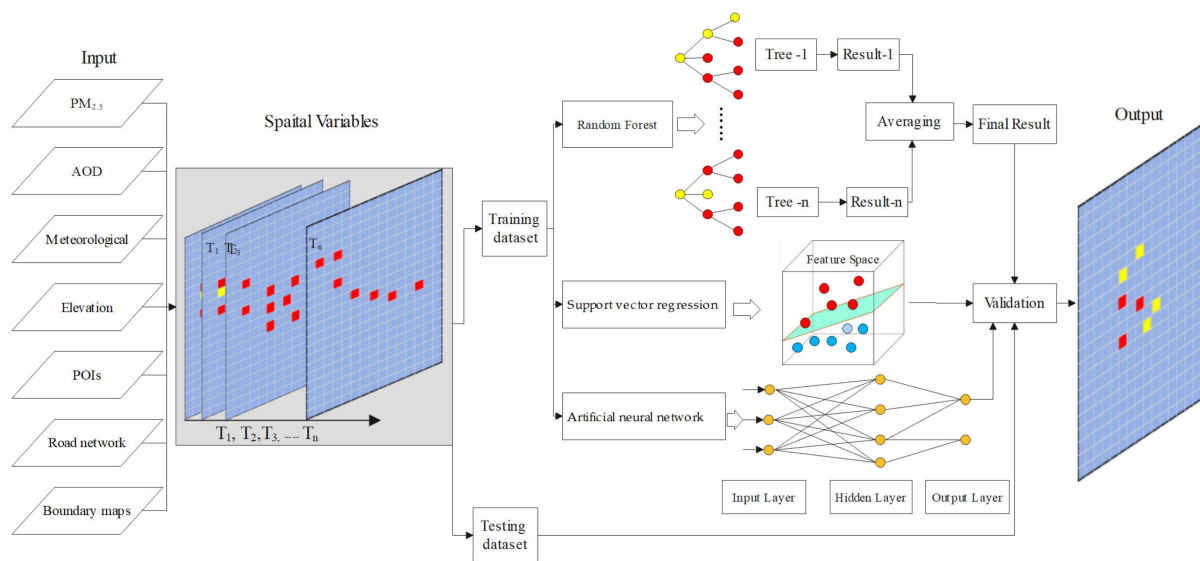 Input
PM2.5
AOD
Meteorological
Elevation
POIs
Road network
Boundary maps
Spaital Variables
T1
T2
T3
Tn
T1, T2,T3, ...... Tn
Training
dataset
Testing
dataset
Random Forest
Support vector regression
Artificial neural network
Tree -1
Result-1
Tree -n
Result-n
Averaging
Final Result
Feature Space
Input Layer
Hidden Layer
Output Layer
Validation
Output